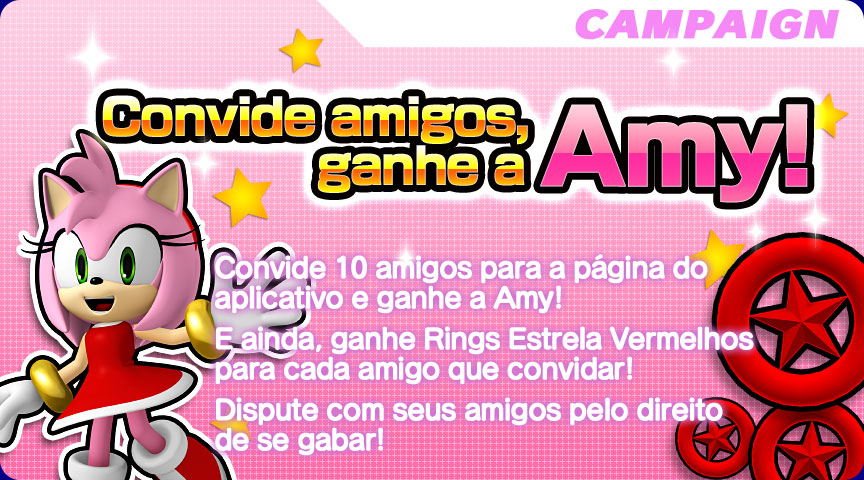 CAMPAIGN
Convide amigos,
ganhe a Amy!
Convide 10 amigos para a página do
aplicativo e ganhe a Amy!
E ainda, ganhe Rings Estrela Vermelhos
para cada amigo que convidar!
Dispute com seus amigos pelo direito
de se gabar!